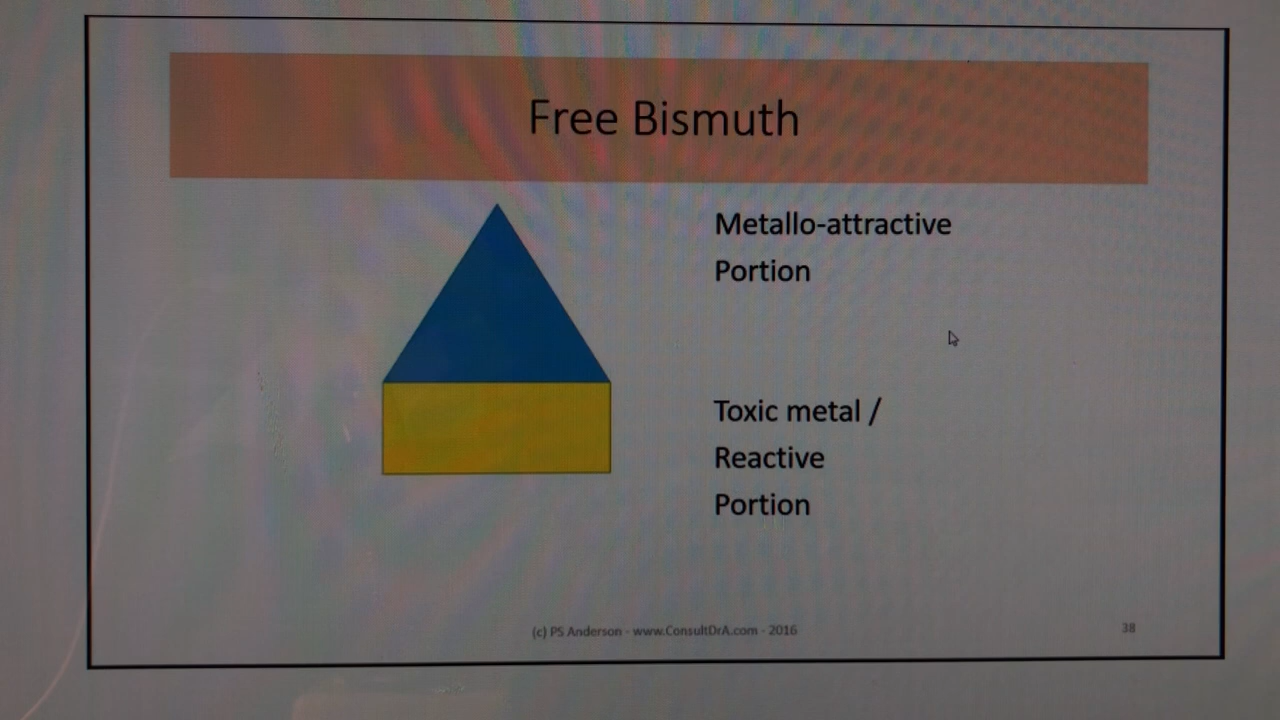 Free Bismuth
Metallo-attractive
Portion
Toxic metal /
Reactive
Portion
(c) PS Anderson - www.ConsultDrA.com - 2016
38